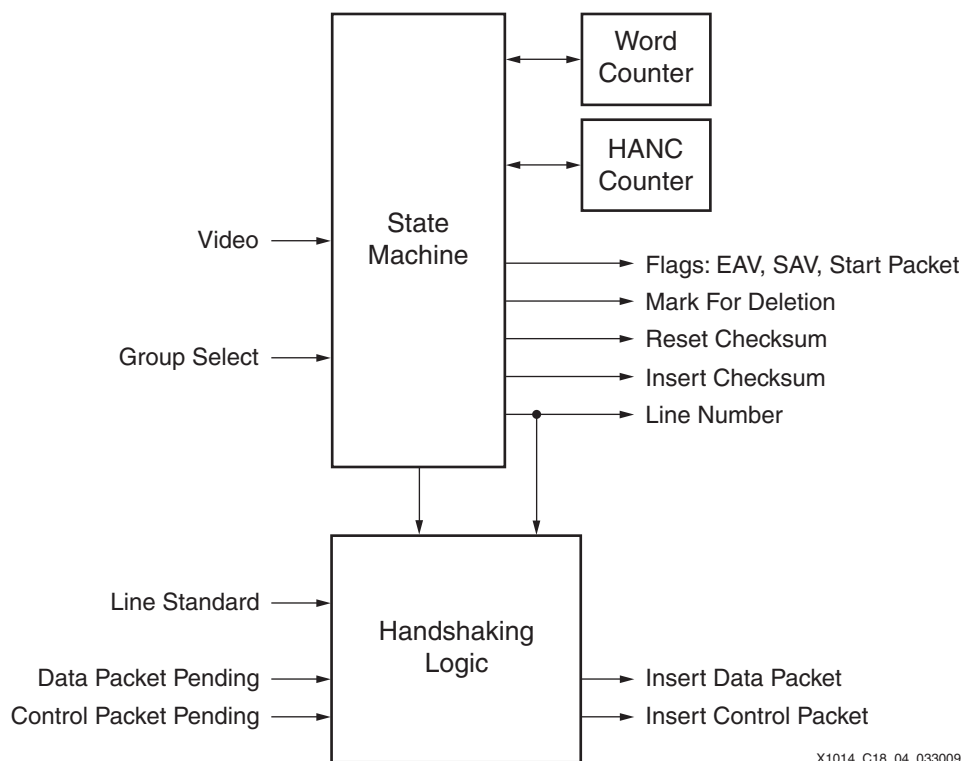 Word
Counter
HANC
Counter
State
Machine
Video
Group Select
Flags: EAV, SAV, Start Packet
Mark For Deletion
Reset Checksum
Insert Checksum
Line Number
Line Standard
Handshaking
Logic
Data Packet Pending
Control Packet Pending
Insert Data Packet
Insert Control Packet
X1014_C18_04_033009